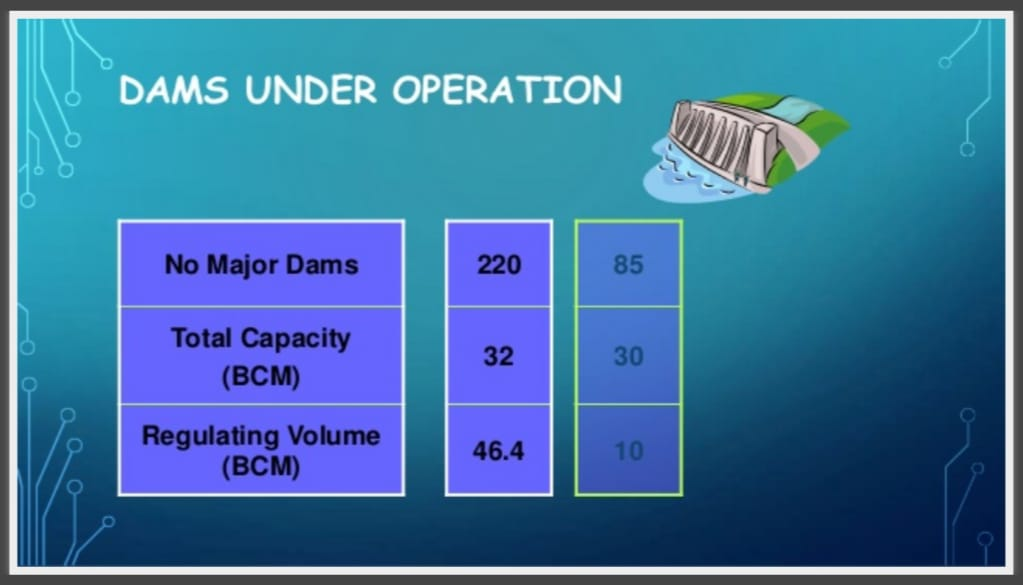 DAMS UNDER OPERATION
No Major Dams 220 85
Total Capacity
(BCM) 32 30
Regulating Volume
(BCM) 46.4 10